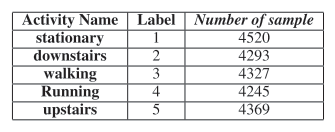 Activity Name Label Number of sample
stationary 1 4520
downstairs 2 4293
walking 3 4327
Running 4 4245
upstairs 5 4369